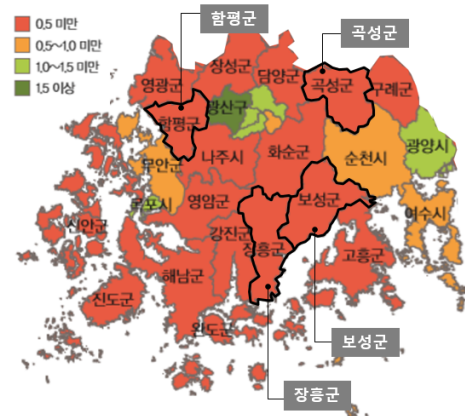 0.5 미만
0.5~1.0 미만
1.0~1.5 미만
1.5 이상
함평군
곡성군
장성군
담양군
영광군
곡성군
구례군
광산구
함평군
광양시
나주시
화순군
순천시
무안군
목포시
영암군
보성군
여수시
신안군
강진군
장흥군
고흥군
해남군
진도군
완도군
보성군
장흥군